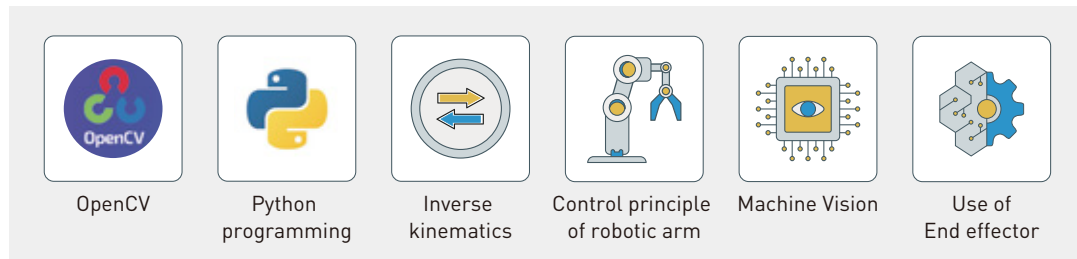 OpenCV
OpenCV
Python
programming
Inverse
kinematics
Control principle
of robotic arm
Machine Vision
Use of
End effector